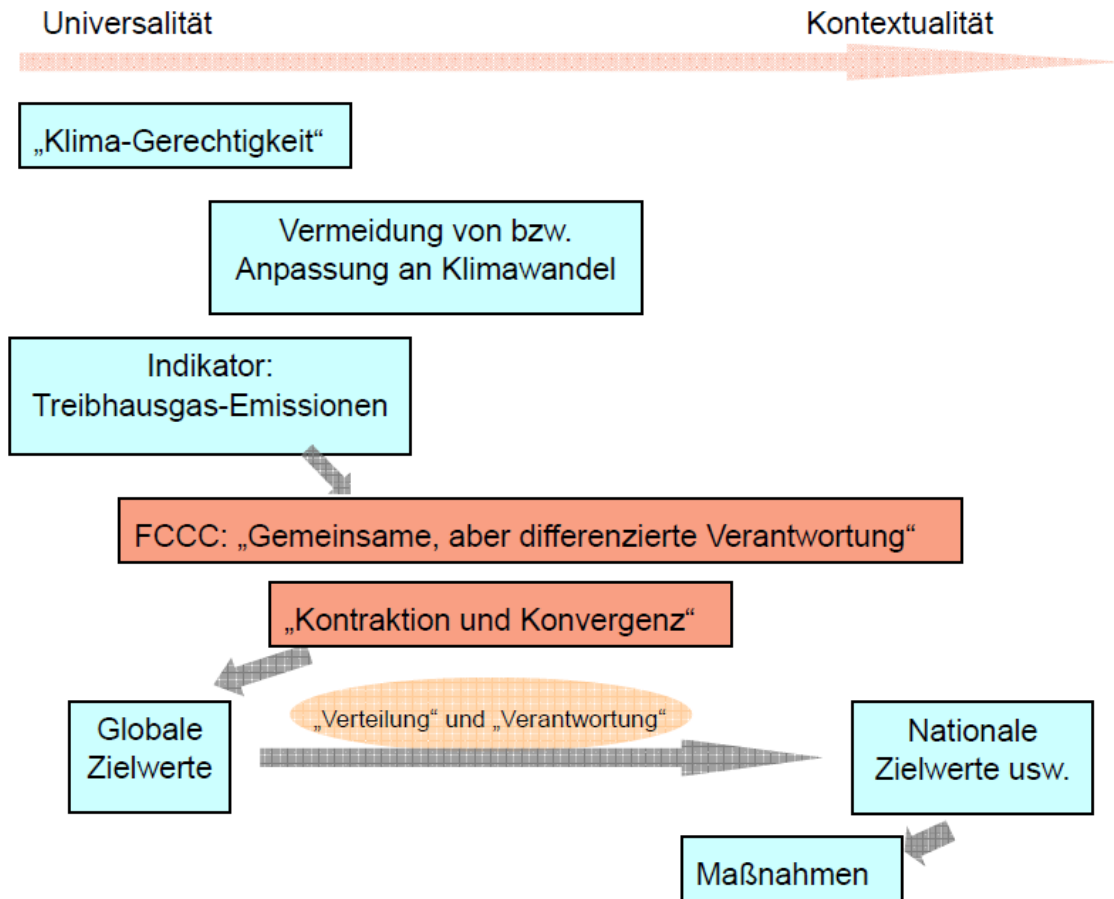 Universalität
Kontextualität
„Klima-Gerechtigkeit“
Vermeidung von bzw.
Anpassung an Klimawandel
Indikator:
Treibhausgas-Emissionen
FCCC: „Gemeinsame, aber differenzierte Verantwortung“
„Kontraktion und Konvergenz“
Globale
Zielwerte
„Verteilung“ und „Verantwortung“
Nationale
Zielwerte usw.
Maßnahmen